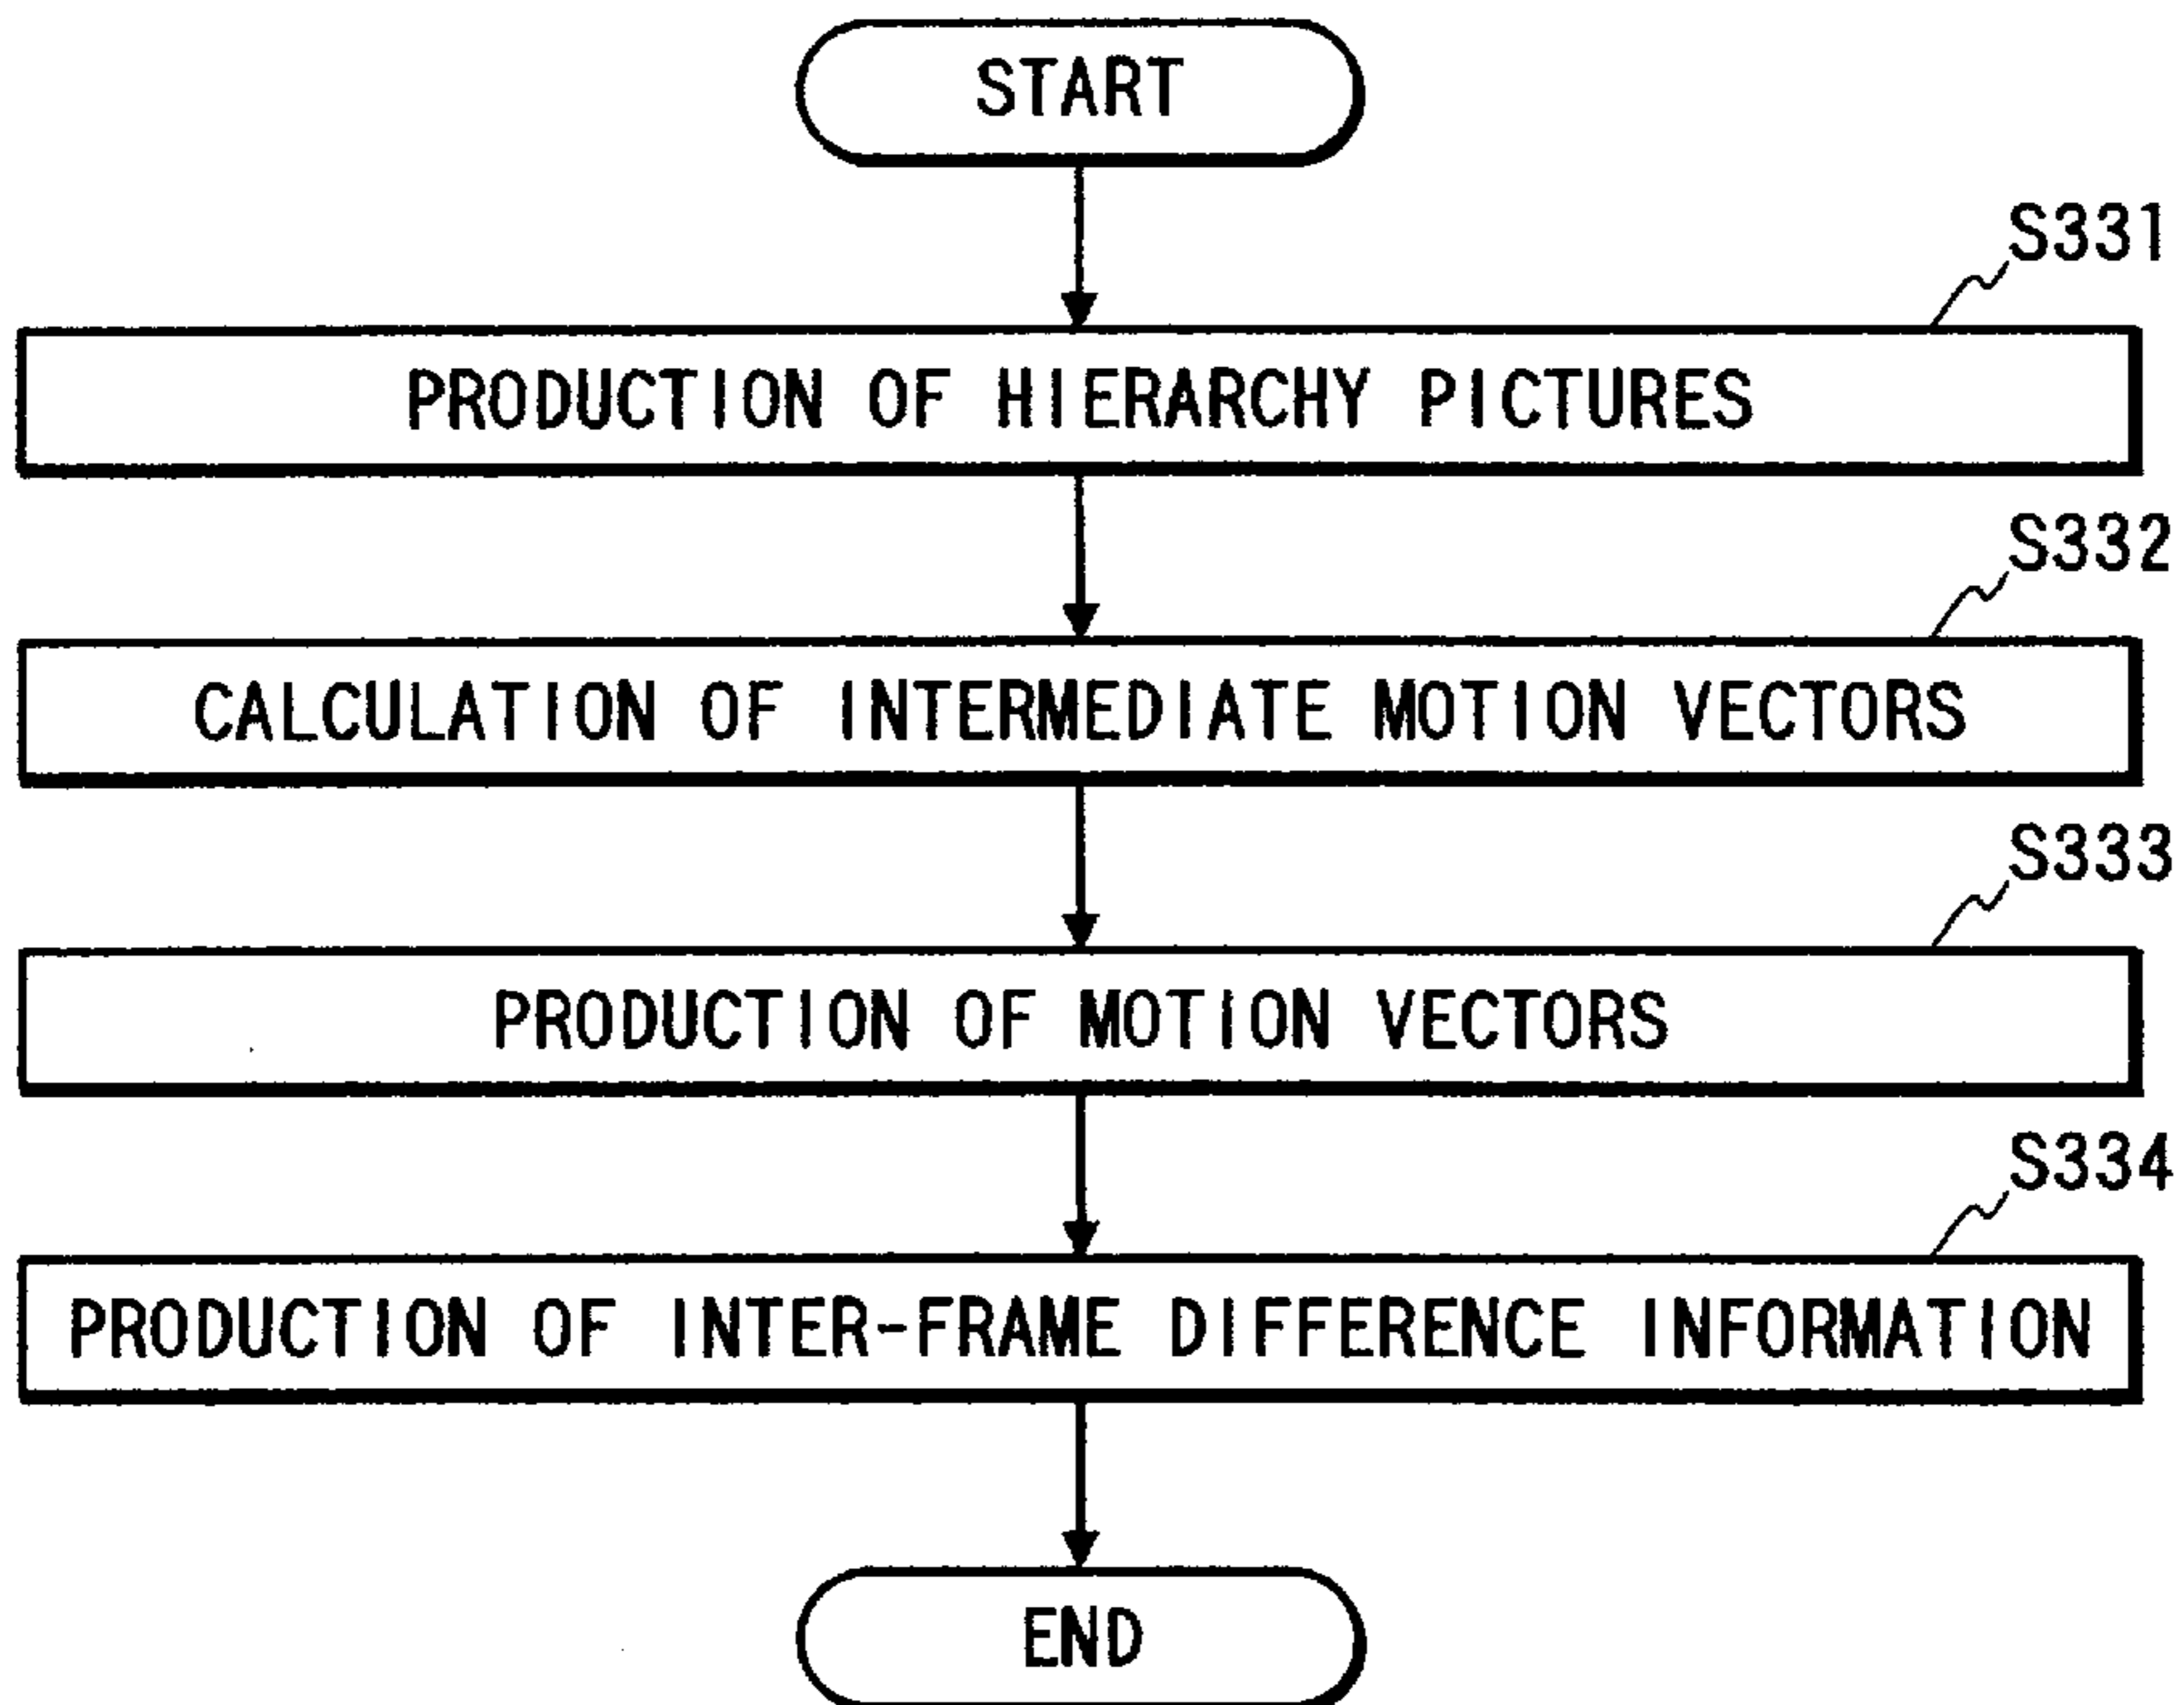 START
S331
PRODUCTION OF HIERARCHY PICTURES
S332
CALCULATION OF INTERMEDIATE MOTION VECTORS
S333
PRODUCTION OF MOTION VECTORS
S334
PRODUCTION OF INTER-FRAME DIFFERENCE INFORMATION
END